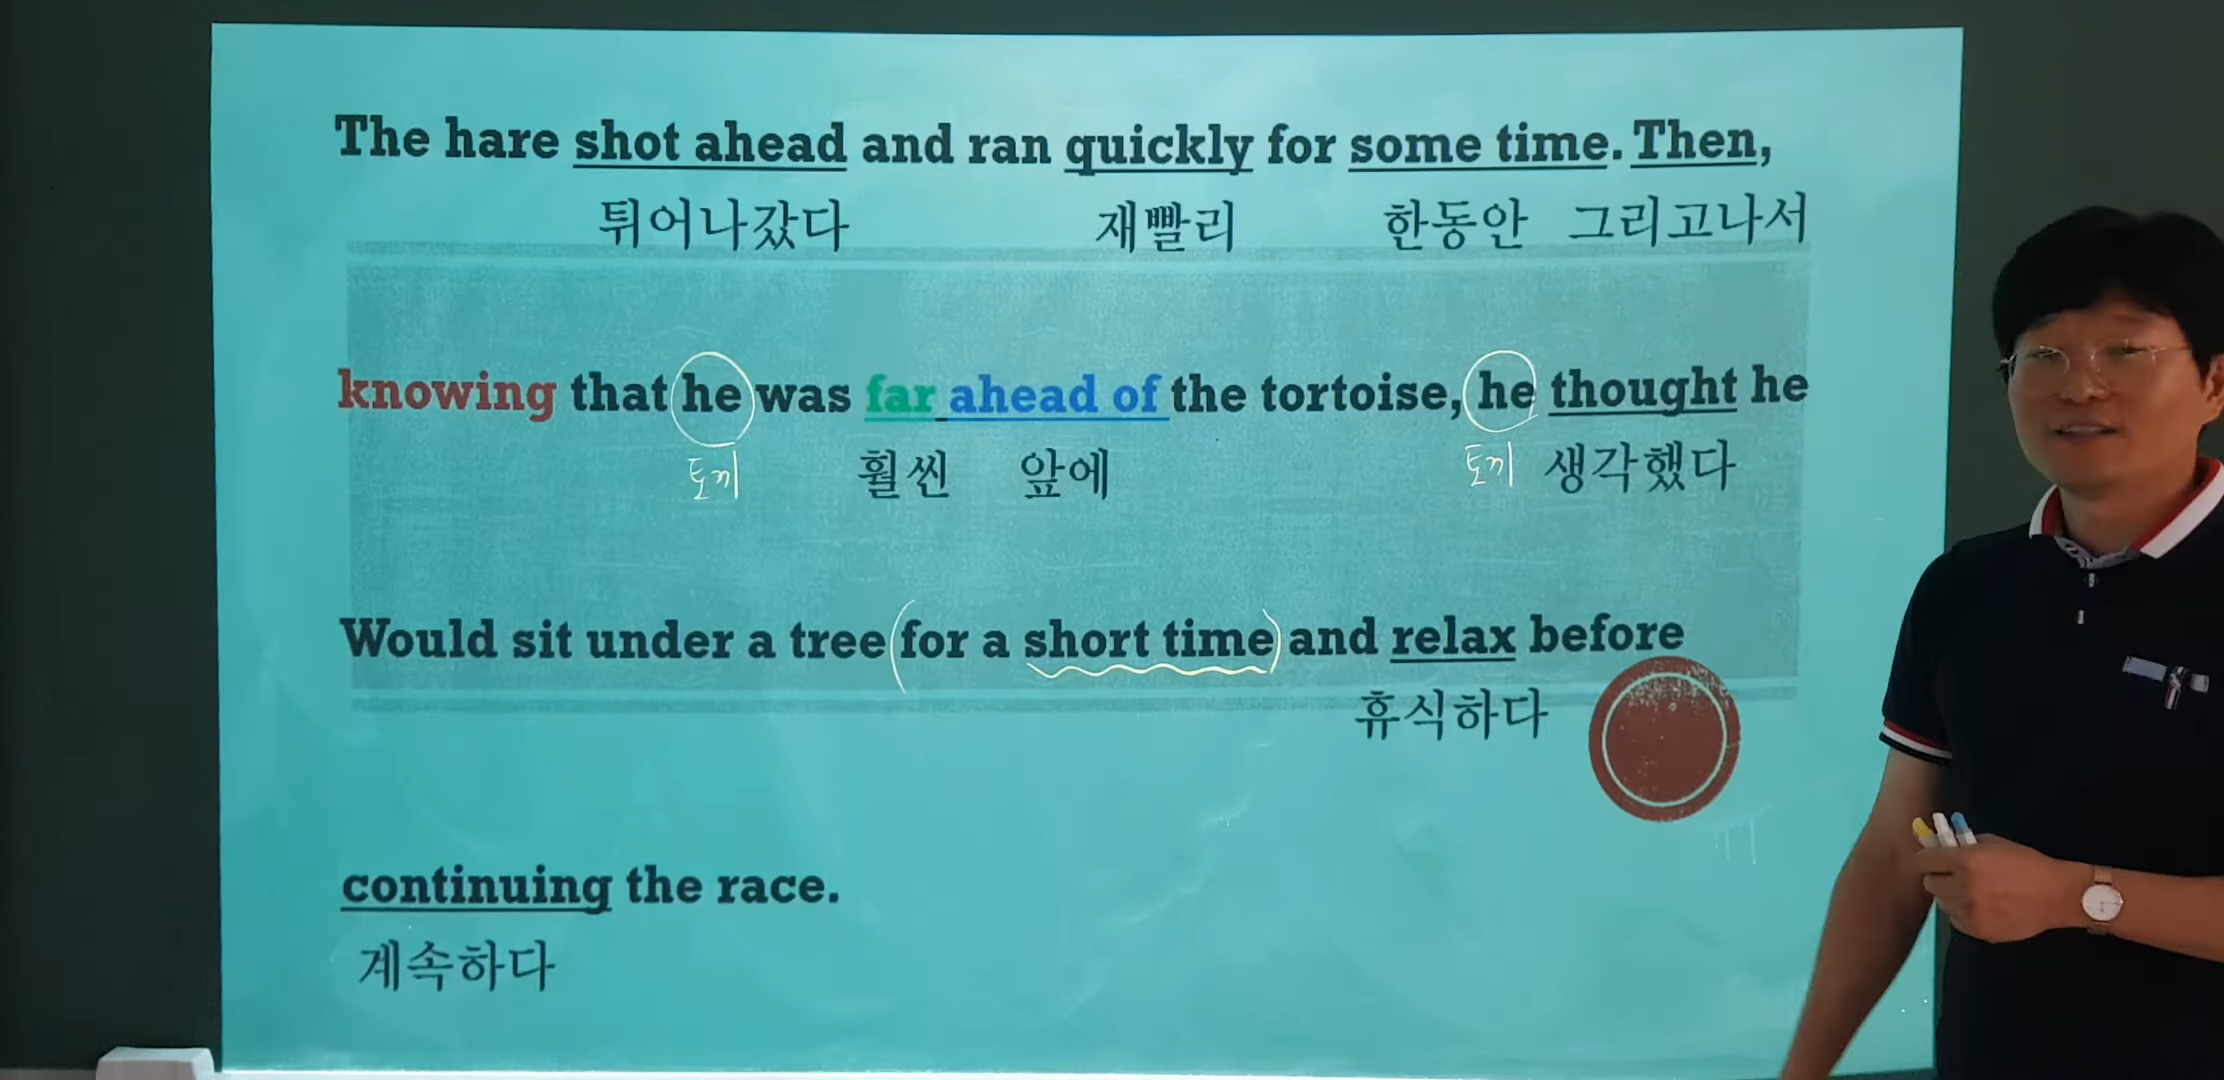 The hare shot ahead and ran quickly for some time. Then,
튀어나갔다 재빨리 한동안 그리고나서
knowing that he was far ahead of the tortoise, he thought he
토끼 훨씬 앞에 토끼 생각했다
Would sit under a tree (for a short time) and relax before
휴식하다
continuing the race.
계속하다